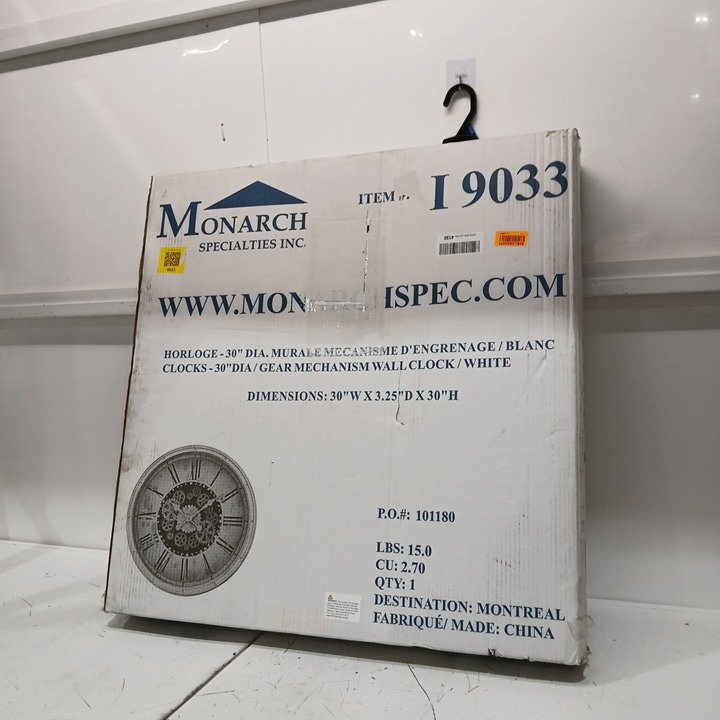 MONARCH
SPECIALTIES INC.
ITEM
I 9033
WWW.MON HSPEC.COM
HORLOGE - 30" DIA. MURALE MECANISME D'ENGRENAGE / BLANC
CLOCKS - 30"DIA / GEAR MECHANISM WALL CLOCK / WHITE
DIMENSIONS: 30"W X 3.25"D X 30"H
P.O.#: 101180
LBS: 15.0
CU: 2.70
QTY: 1
DESTINATION: MONTREAL
FABRIQUÉ/ MADE: CHINA